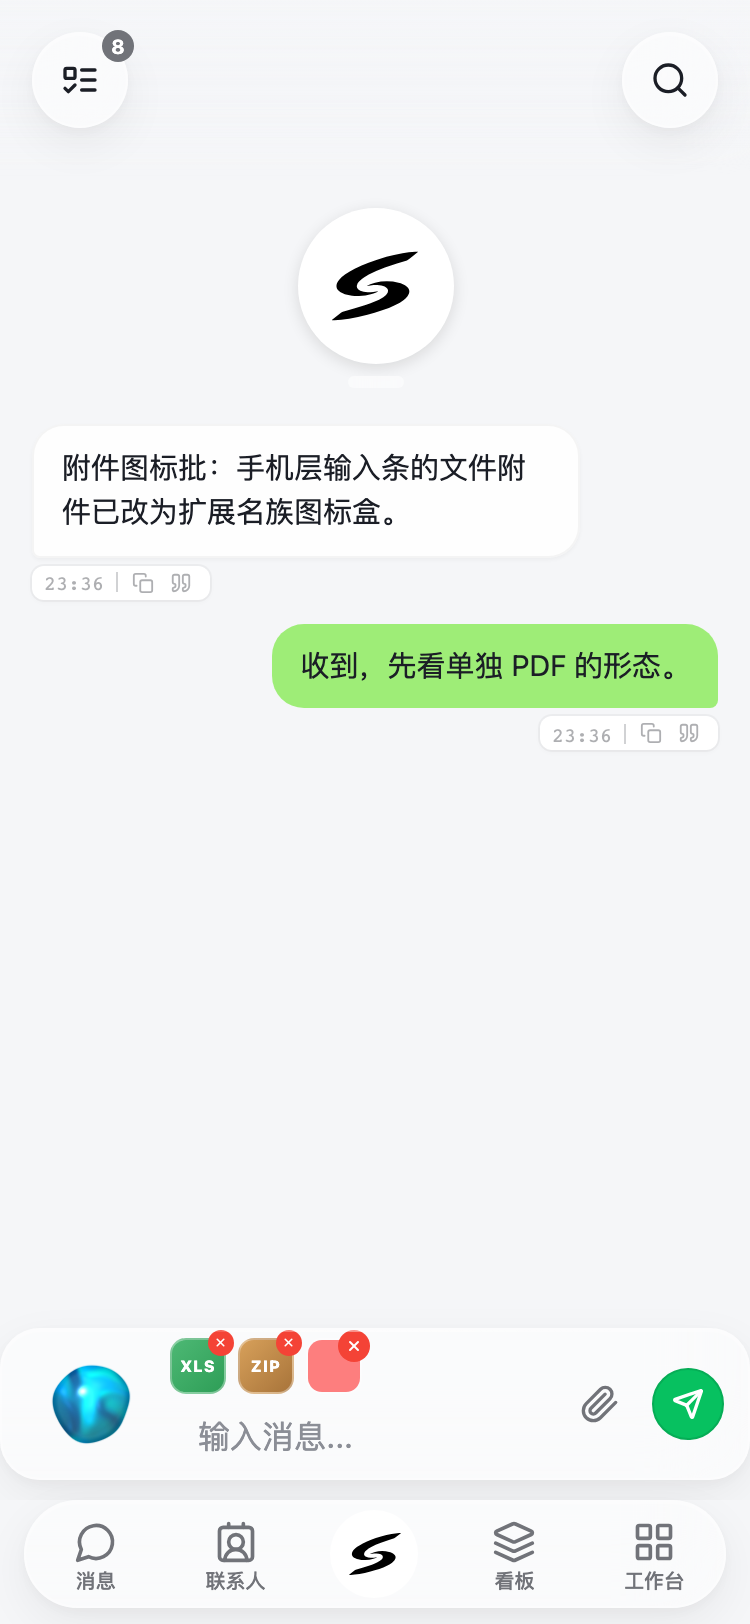 8
附件图标批：手机层输入条的文件附
件已改为扩展名族图标盒。
23:36
收到，先看单独 PDF 的形态。
23:36
XLS ZIP
输入消息...
消息 联系人 看板 工作台